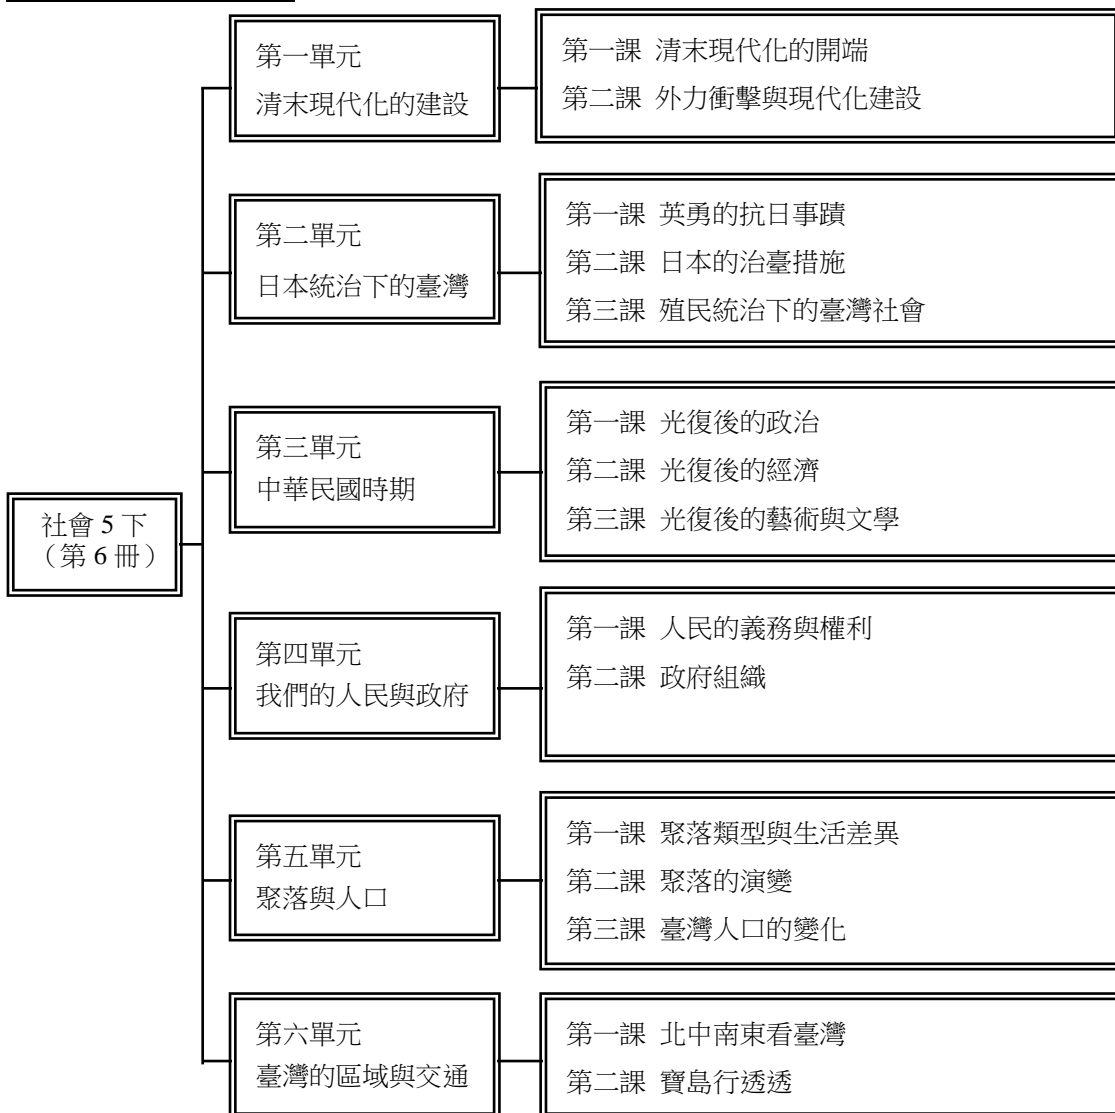 第一單元
清末現代化的建設
第一課 清末現代化的開端
第二課 外力衝擊與現代化建設
第二單元
日本統治下的臺灣
第一課 英勇的抗日事蹟
第二課 日本的治臺措施
第三課 殖民統治下的臺灣社會
第三單元
中華民國時期
第一課 光復後的政治
第二課 光復後的經濟
第三課 光復後的藝術與文學
社會 5 下
（第 6 冊）
第四單元
我們的人民與政府
第一課 人民的義務與權利
第二課 政府組織
第五單元
聚落與人口
第一課 聚落類型與生活差異
第二課 聚落的演變
第三課 臺灣人口的變化
第六單元
臺灣的區域與交通
第一課 北中南東看臺灣
第二課 寶島行透透